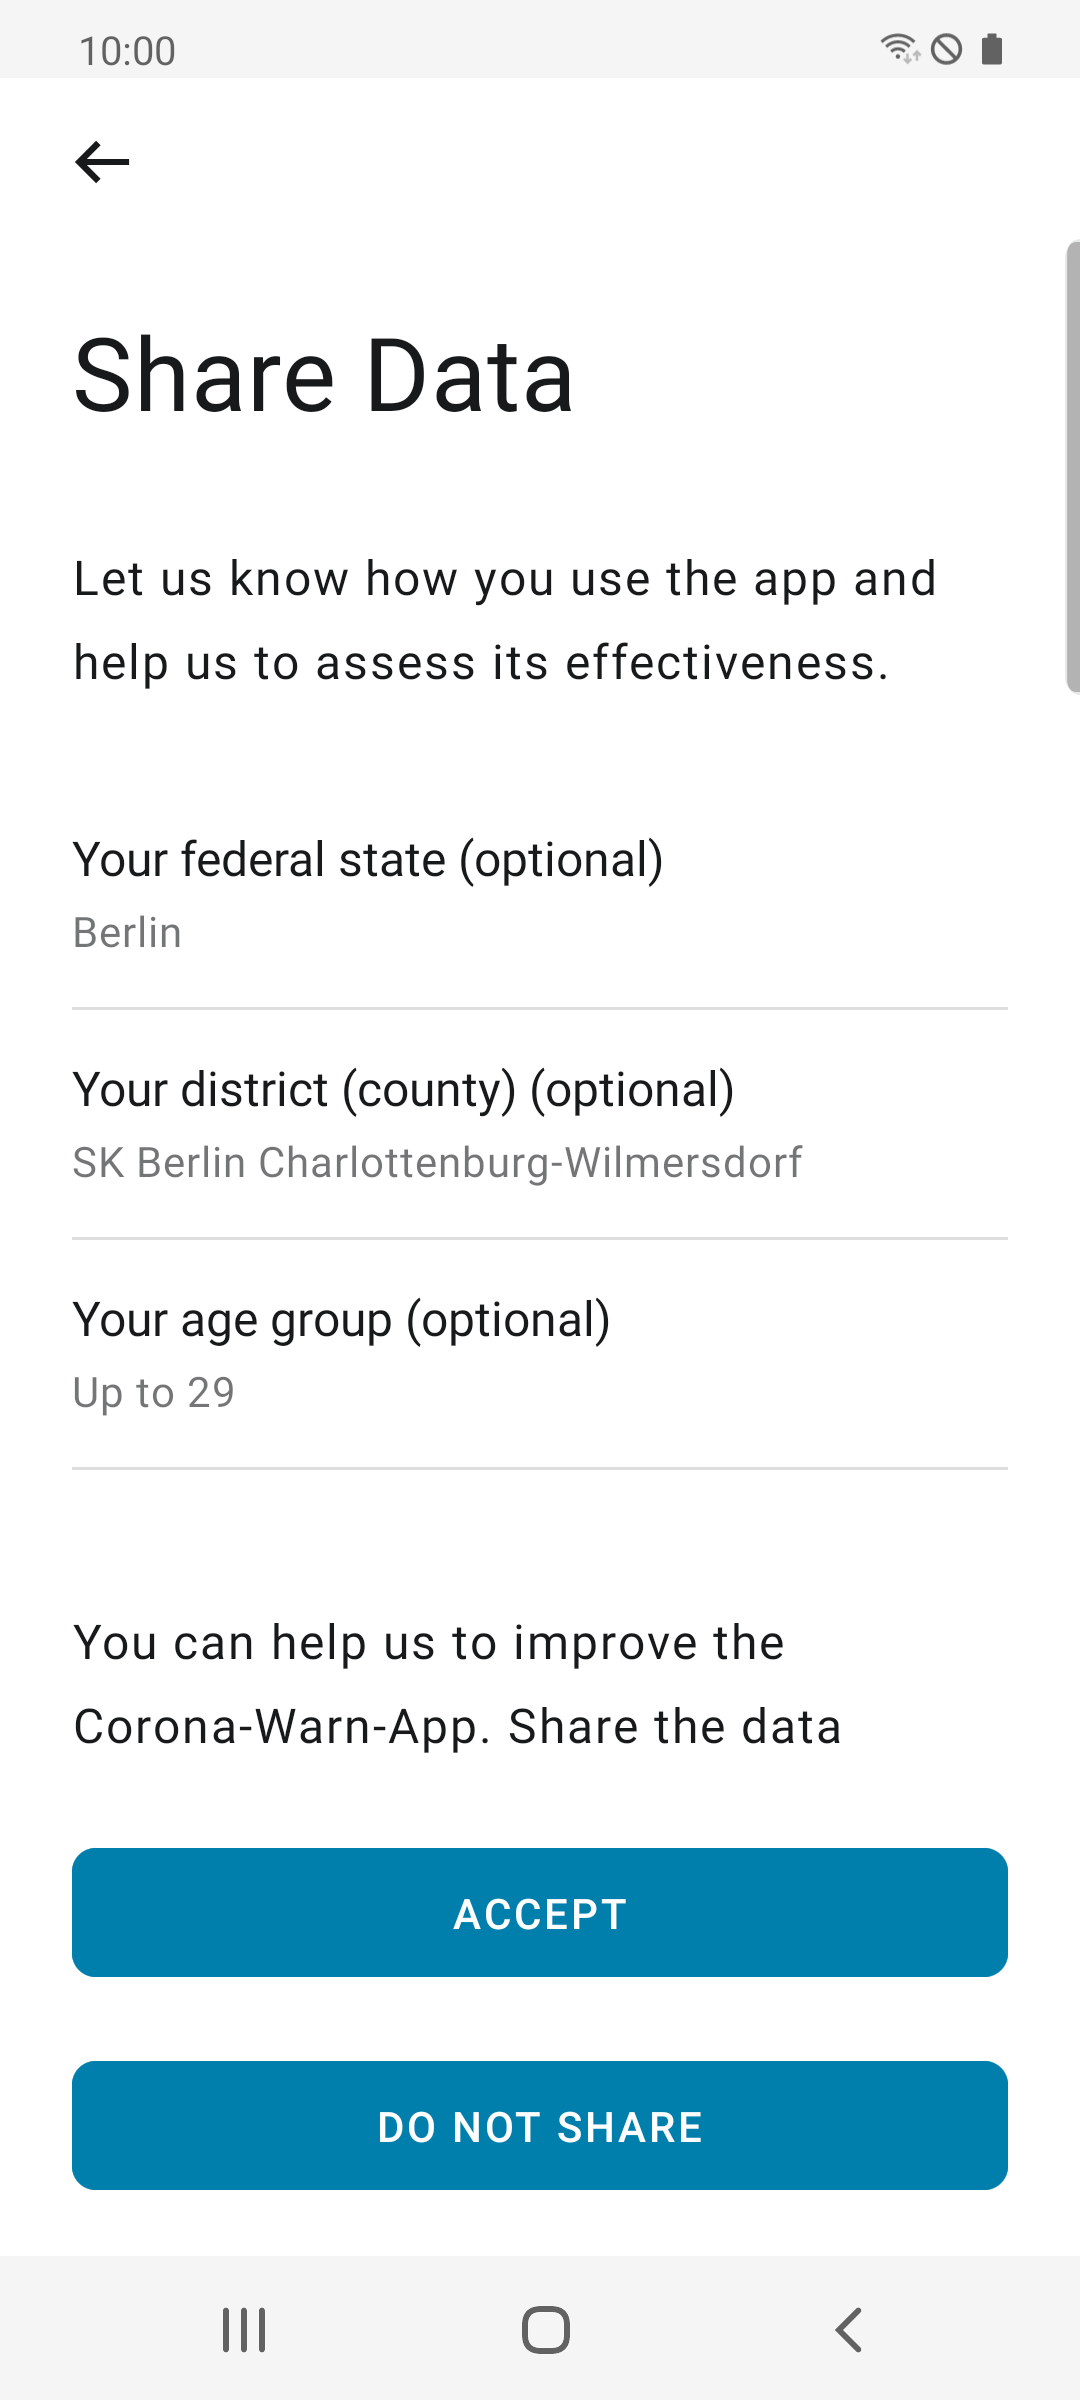 10:00
Share Data
Let us know how you use the app and
help us to assess its effectiveness.
Your federal state (optional)
Berlin
Your district (county) (optional)
SK Berlin Charlottenburg-Wilmersdorf
Your age group (optional)
Up to 29
You can help us to improve the
Corona-Warn-App. Share the data
ACCEPT
DO NOT SHARE